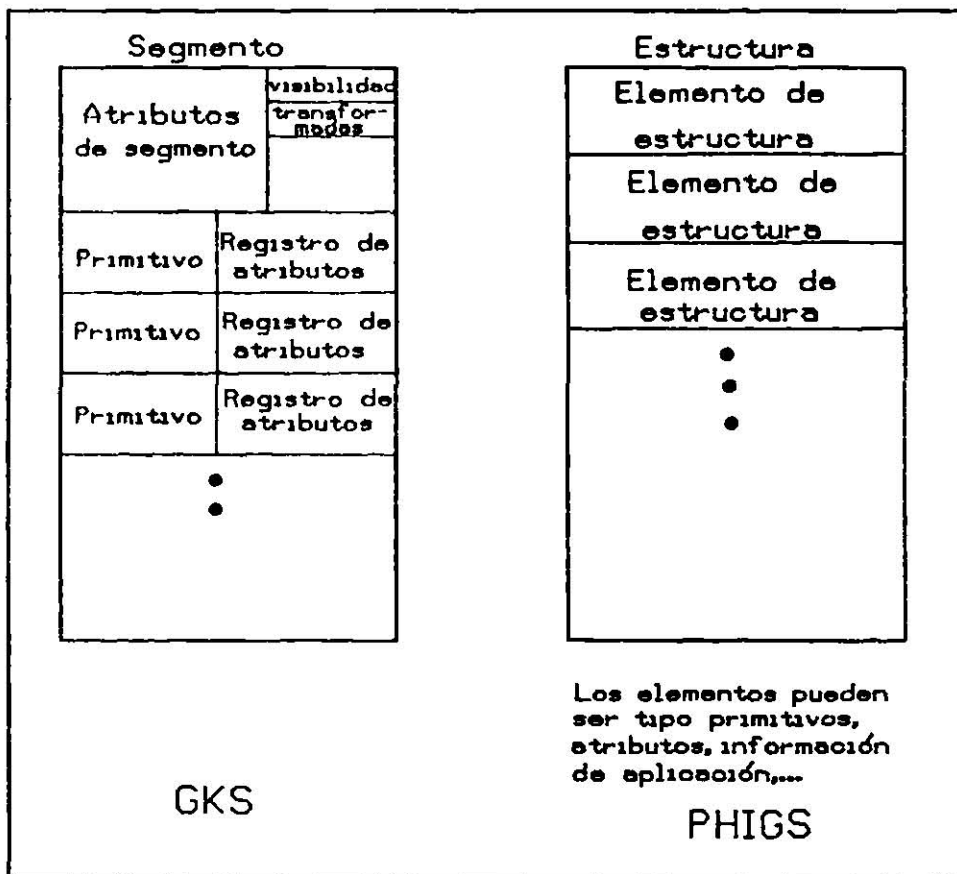 Segmento
Atributos
de segmento
visibilidad
transfor-
modos
Primitivo
Registro de
atributos
Primitivo
Registro de
atributos
Primitivo
Registro de
atributos
GKS
Estructura
Elemento de
estructura
Elemento de
estructura
Elemento de
estructura
Los elementos pueden
ser tipo primitivos,
atributos, información
de aplicación,...
PHIGS